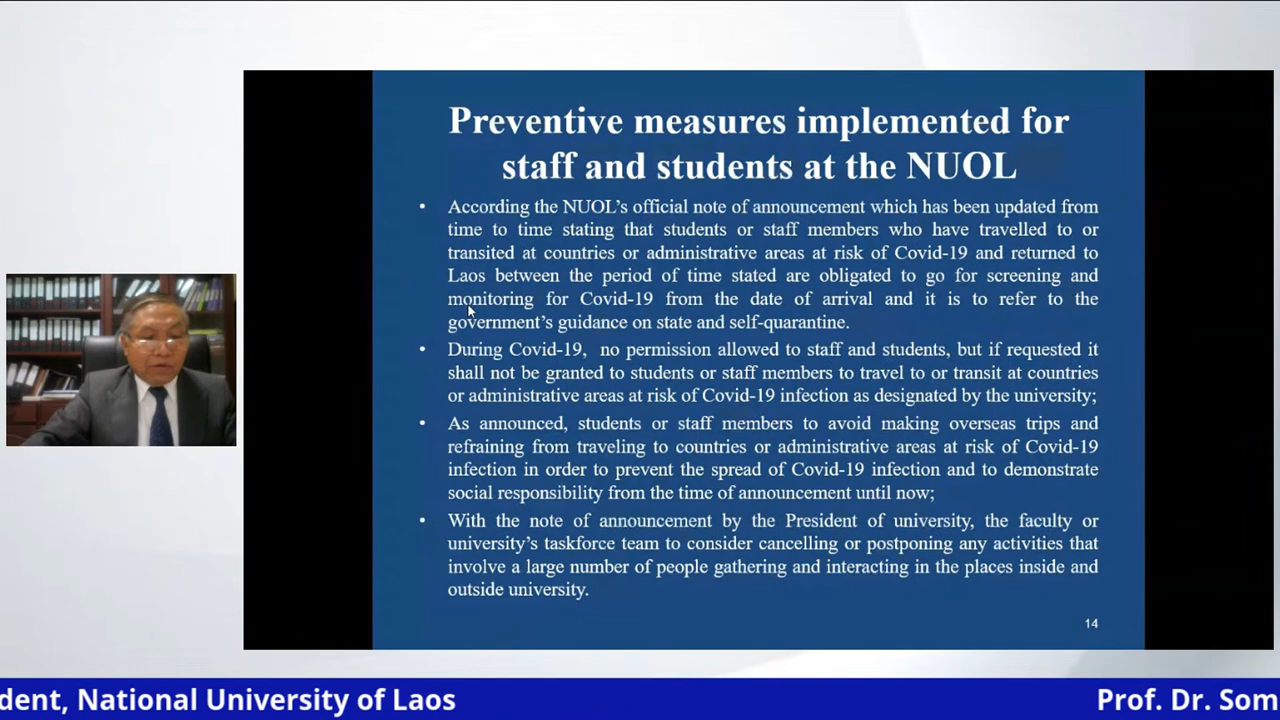 Preventive measures implemented for
staff and students at the NUOL
• According the NUOL’s official note of announcement which has been updated from
time to time stating that students or staff members who have travelled to or
transited at countries or administrative areas at risk of Covid-19 and returned to
Laos between the period of time stated are obligated to go for screening and
monitoring for Covid-19 from the date of arrival and it is to refer to the
government’s guidance on state and self-quarantine.
• During Covid-19, no permission allowed to staff and students, but if requested it
shall not be granted to students or staff members to travel to or transit at countries
or administrative areas at risk of Covid-19 infection as designated by the university;
• As announced, students or staff members to avoid making overseas trips and
refraining from traveling to countries or administrative areas at risk of Covid-19
infection in order to prevent the spread of Covid-19 infection and to demonstrate
social responsibility from the time of announcement until now;
• With the note of announcement by the President of university, the faculty or
university’s taskforce team to consider cancelling or postponing any activities that
involve a large number of people gathering and interacting in the places inside and
outside university.
14
dent, National University of Laos
Prof. Dr. Som